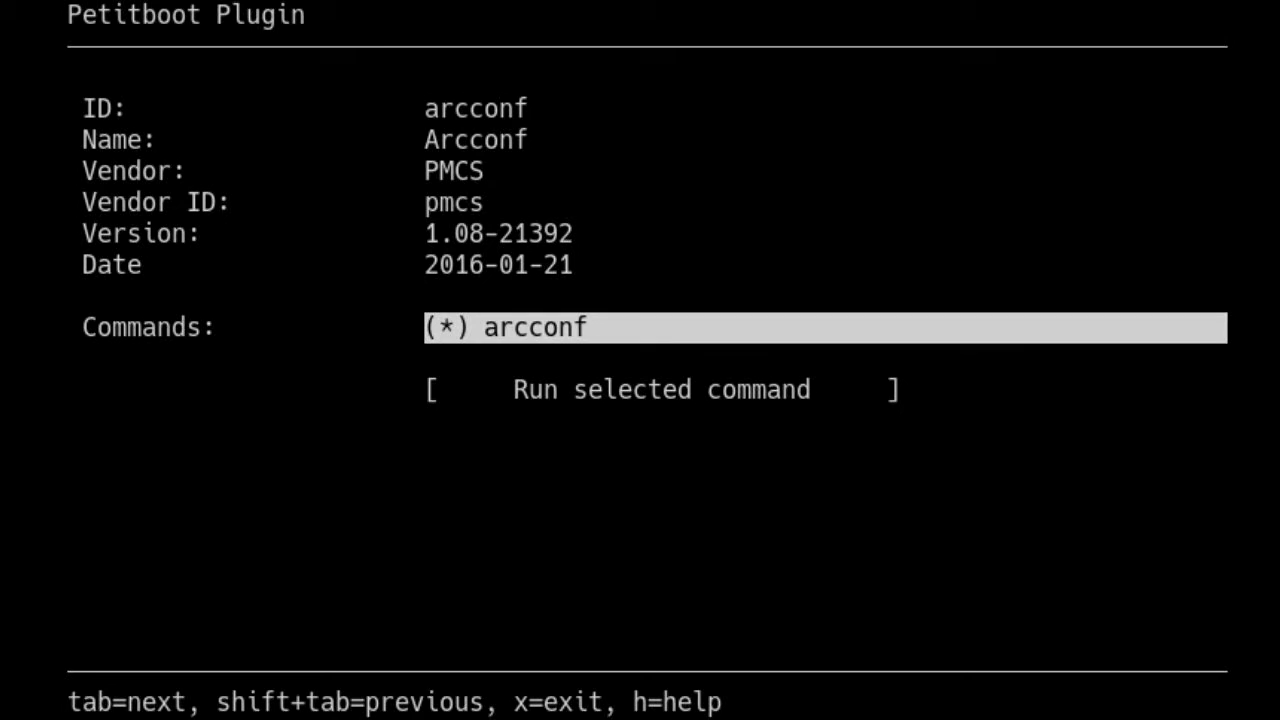 Petitboot Plugin
ID: arcconf
Name: Arcconf
Vendor: PMCS
Vendor ID: pmcs
Version: 1.08-21392
Date 2016-01-21
Commands: (*) arcconf
[ Run selected command ]
tab=next, shift+tab=previous, x=exit, h=help